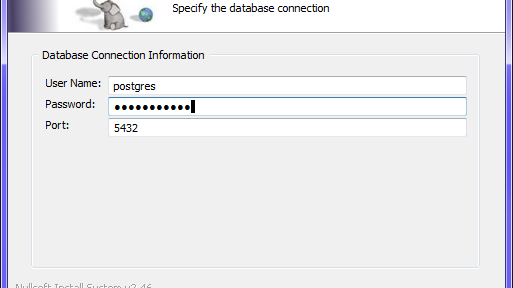 Specify the database connection
Database Connection Information
User Name: postgres
Password: ●●●●●●●●●●●
Port: 5432
Nullsoft Install System v2.46